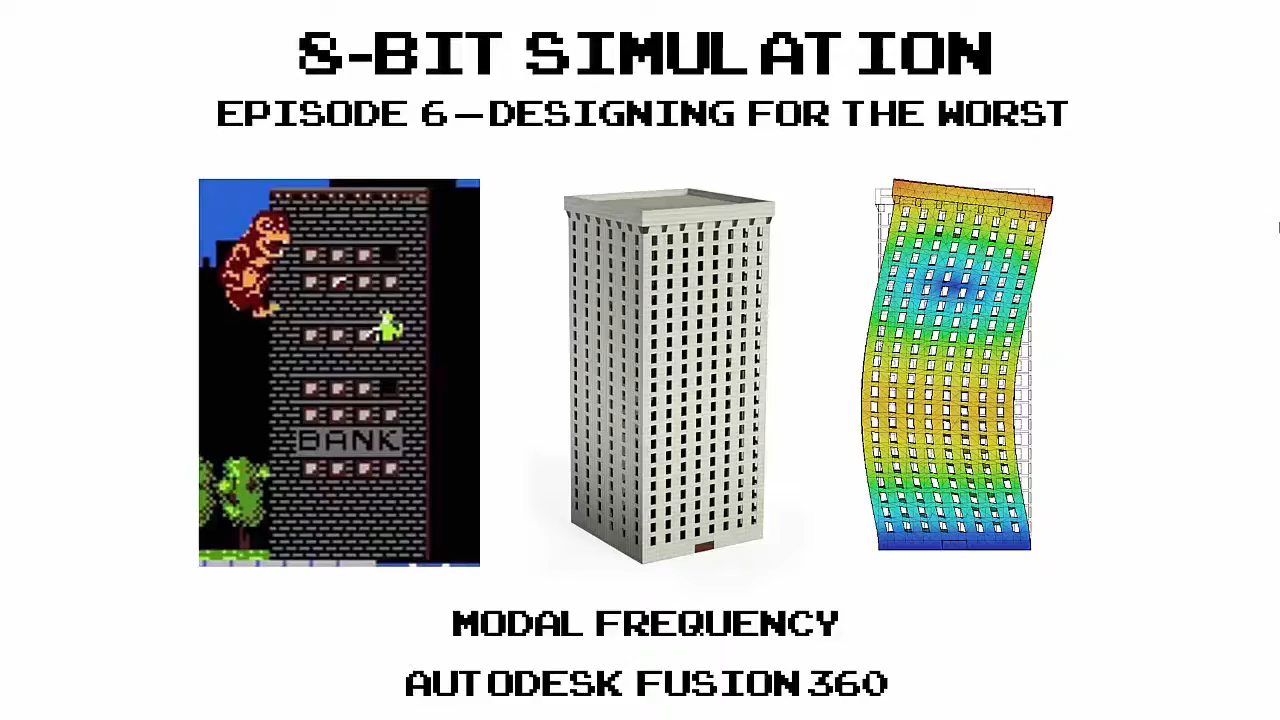 8-BIT SIMULATION
EPISODE 6 – DESIGNING FOR THE WORST
BANK
MODAL FREQUENCY
AUTODESK FUSION 360